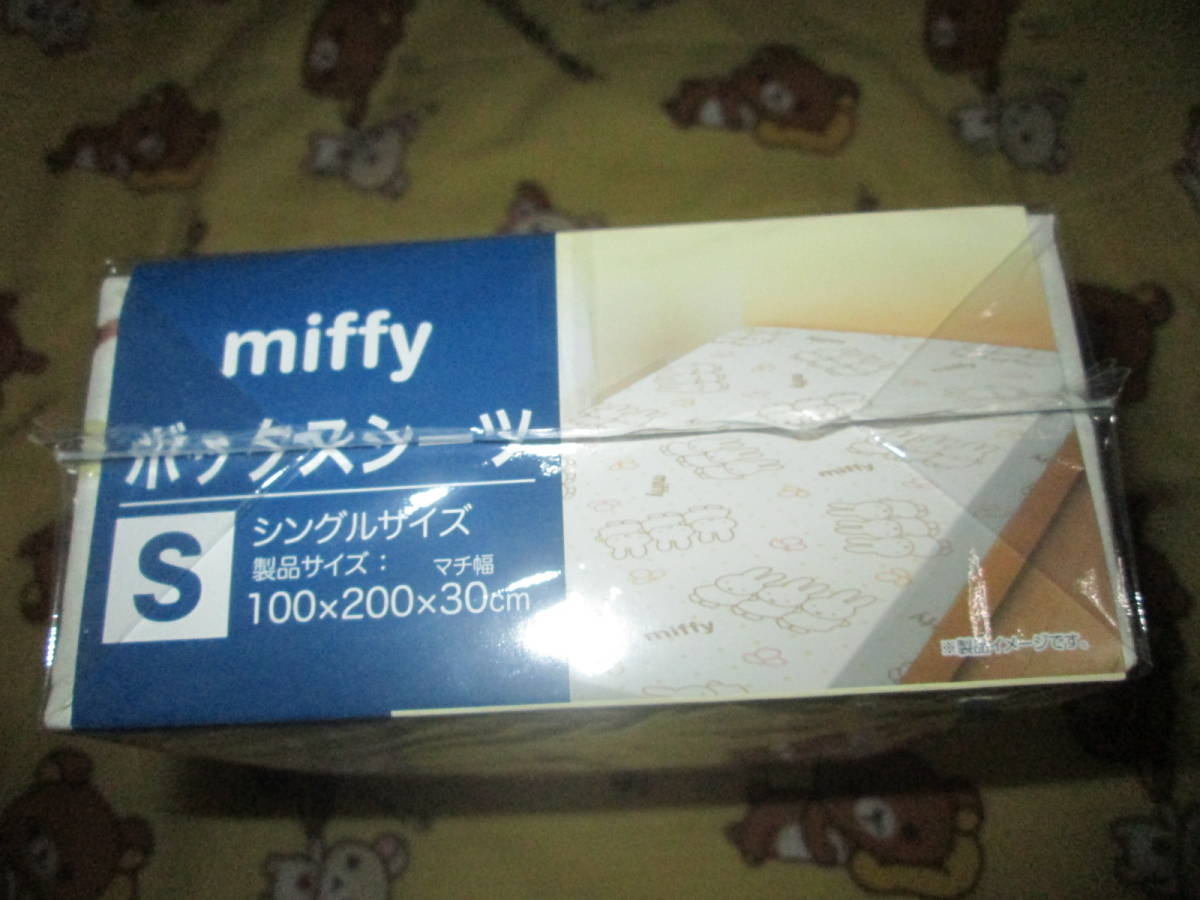 miffy
ボックスシーツ
S
シングルサイズ
製品サイズ： マチ幅
100×200×30cm
miffy
miffy
※製品イメージです。